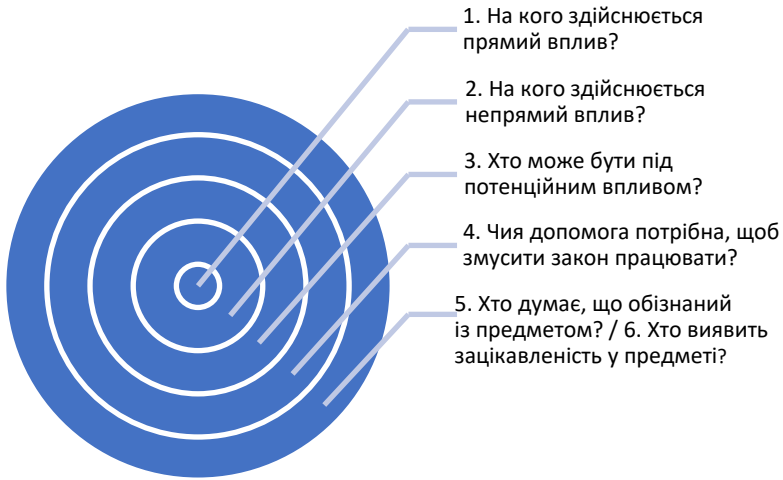 1. На кого здійснюється
прямий вплив?
2. На кого здійснюється
непрямий вплив?
3. Хто може бути під
потенційним впливом?
4. Чия допомога потрібна, щоб
змусити закон працювати?
5. Хто думає, що обізнаний
із предметом? / 6. Хто виявить
зацікавленість у предметі?